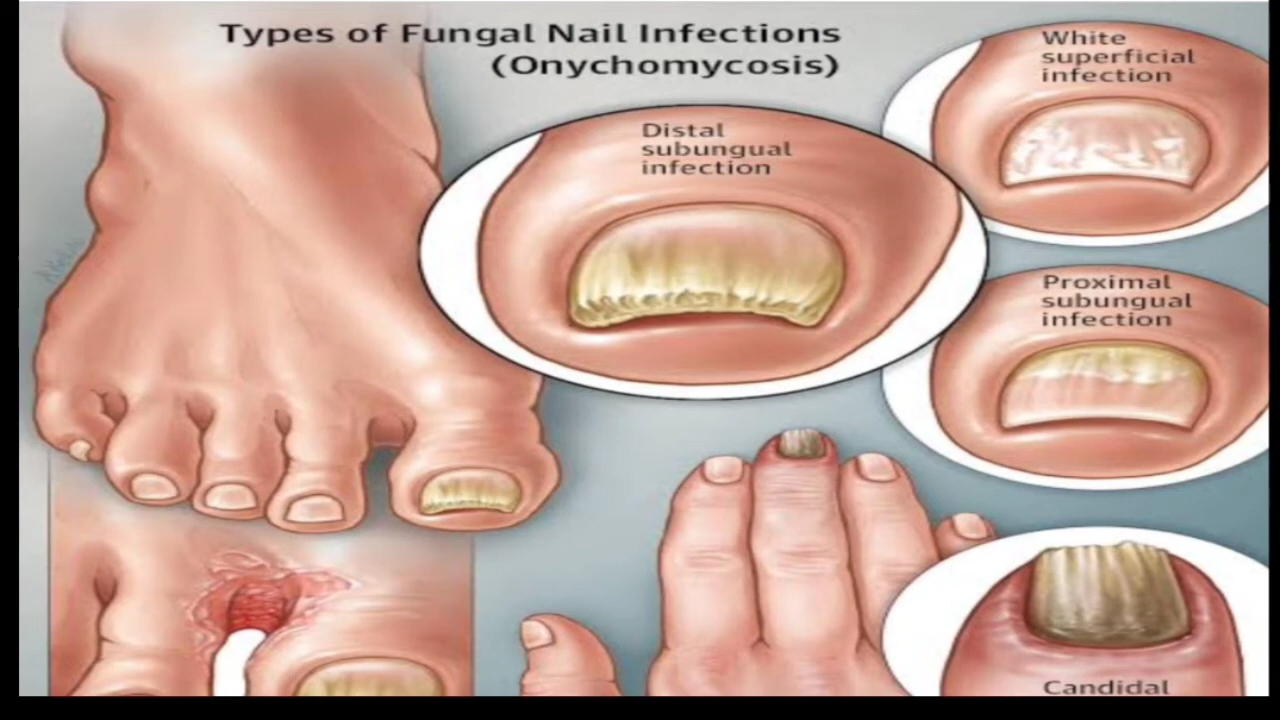 Types of Fungal Nail Infections
(Onychomycosis)
White
superficial
infection
Distal
subungual
infection
Proximal
subungual
infection
Candidal